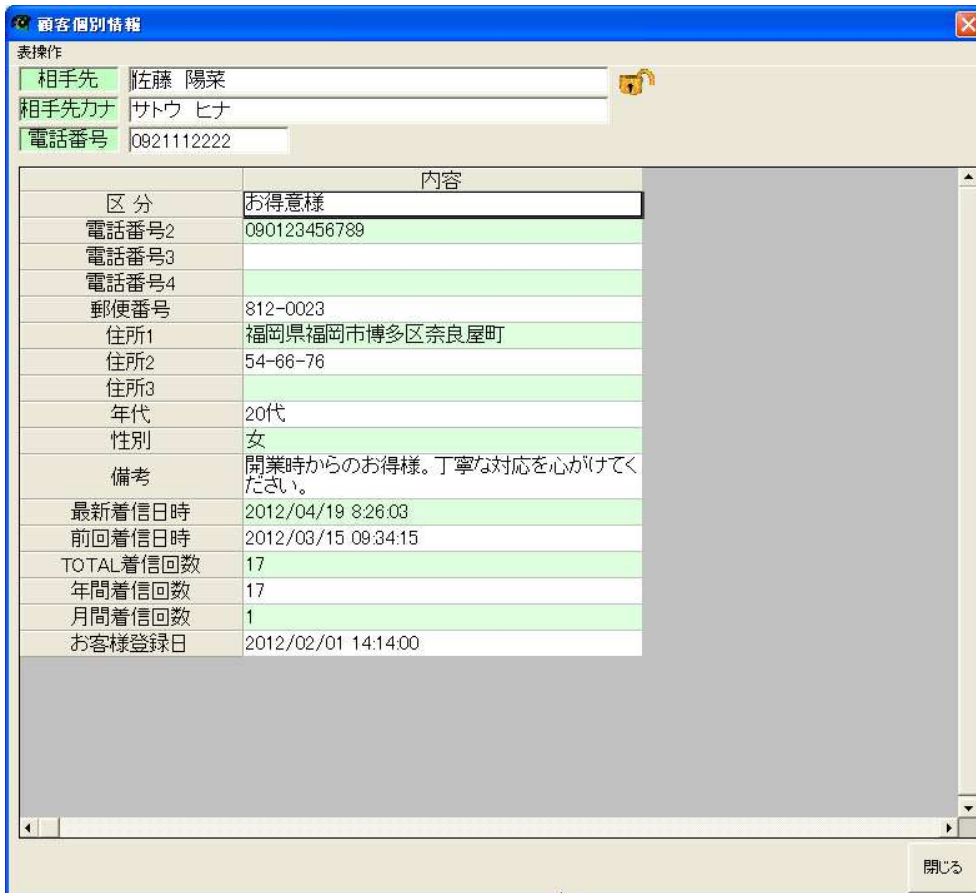 顧客個別情報
表操作
相手先 佐藤 陽菜
相手先カナ サトウ ヒナ
電話番号 0921112222
内容
区分 お得意様
電話番号2 090123456789
電話番号3
電話番号4
郵便番号 812-0023
住所1 福岡県福岡市博多区奈良屋町
住所2 54-66-76
住所3
年代 20代
性別 女
備考 開業時からのお得様。丁寧な対応を心がけてく
ださい。
最新着信日時 2012/04/19 8:26:03
前回着信日時 2012/03/15 09:34:15
TOTAL着信回数 17
年間着信回数 17
月間着信回数 1
お客様登録日 2012/02/01 14:14:00
閉じる